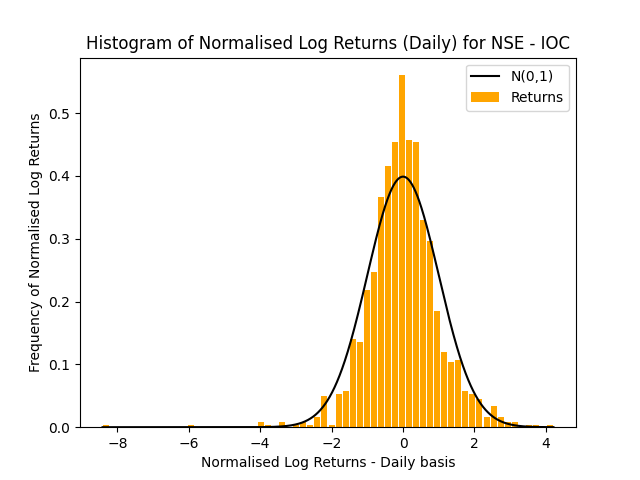 Histogram of Normalised Log Returns (Daily) for NSE - IOC
N(0,1)
Returns
Frequency of Normalised Log Returns
0.5
0.4
0.3
0.2
0.1
0.0
−8 −6 −4 −2 0 2 4
Normalised Log Returns - Daily basis